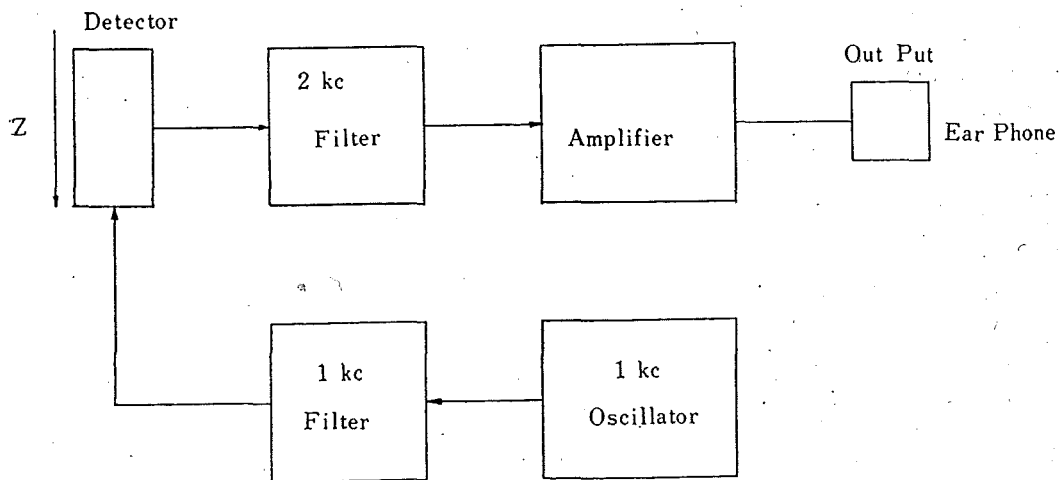 Detector
Z
2 kc
Filter
Amplifier
Out Put
Ear Phone
1 kc
Filter
1 kc
Oscillator